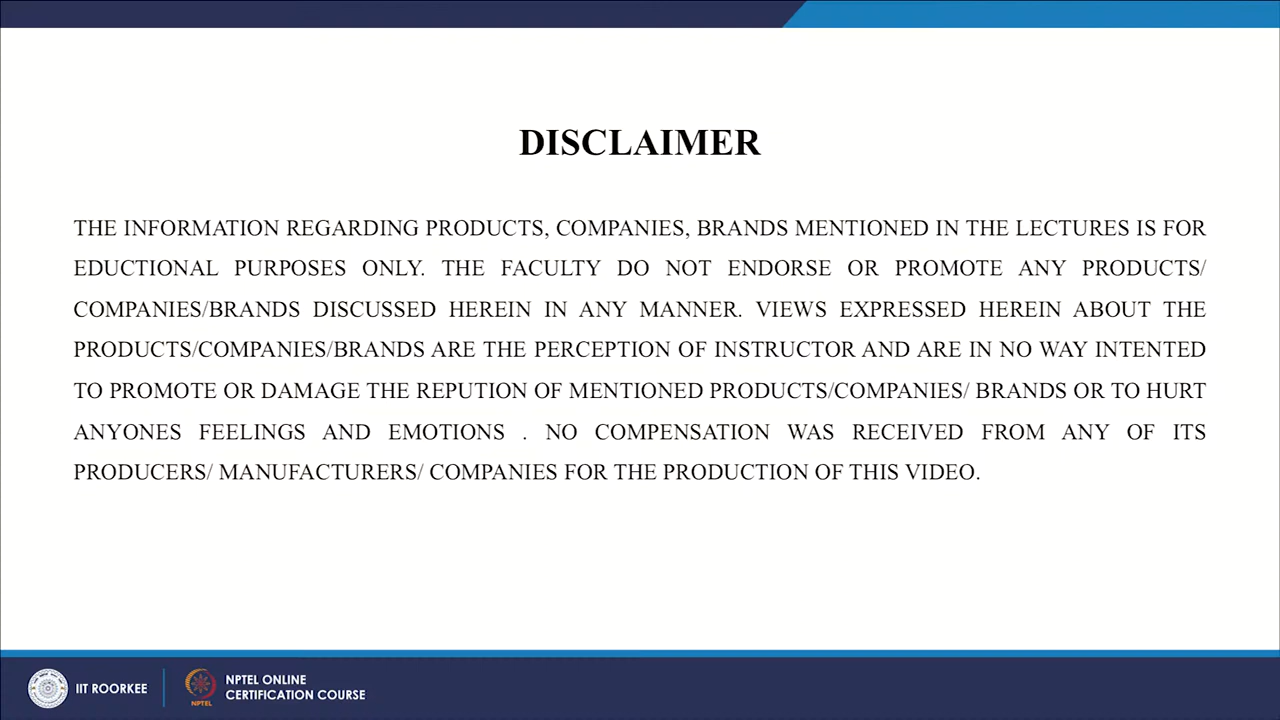 DISCLAIMER
THE INFORMATION REGARDING PRODUCTS, COMPANIES, BRANDS MENTIONED IN THE LECTURES IS FOR
EDUCTIONAL PURPOSES ONLY. THE FACULTY DO NOT ENDORSE OR PROMOTE ANY PRODUCTS/
COMPANIES/BRANDS DISCUSSED HEREIN IN ANY MANNER. VIEWS EXPRESSED HEREIN ABOUT THE
PRODUCTS/COMPANIES/BRANDS ARE THE PERCEPTION OF INSTRUCTOR AND ARE IN NO WAY INTENTED
TO PROMOTE OR DAMAGE THE REPUTION OF MENTIONED PRODUCTS/COMPANIES/ BRANDS OR TO HURT
ANYONES FEELINGS AND EMOTIONS . NO COMPENSATION WAS RECEIVED FROM ANY OF ITS
PRODUCERS/ MANUFACTURERS/ COMPANIES FOR THE PRODUCTION OF THIS VIDEO.
IIT ROORKEE
NPTEL
NPTEL ONLINE
CERTIFICATION COURSE